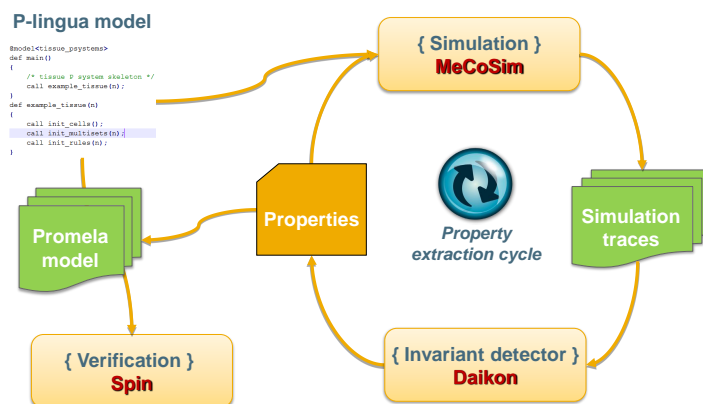 P-lingua model
@model<tissue_psystems>
def main()
{
/* tissue P system skeleton */
call example_tissue(n);
}
def example_tissue(n)
{
call init_cells();
call init_multisets(n);
call init_rules(n);
}
{ Simulation }
MeCoSim
Properties
Promela
model
Simulation
traces
Property
extraction cycle
{ Verification }
Spin
{ Invariant detector }
Daikon